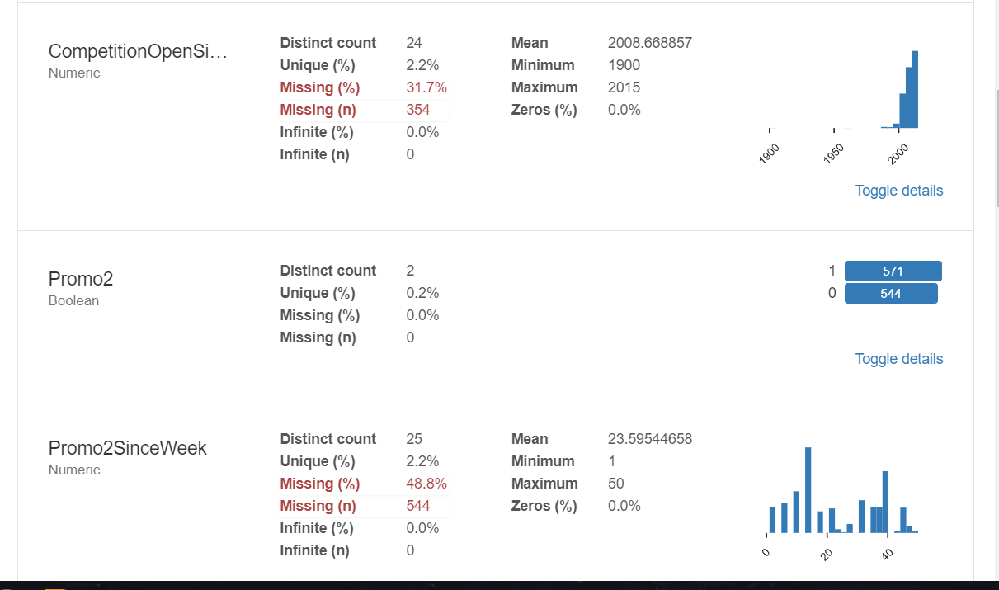 CompetitionOpenSi…
Numeric
Distinct count 24
Unique (%) 2.2%
Missing (%) 31.7%
Missing (n) 354
Infinite (%) 0.0%
Infinite (n) 0
Mean 2008.668857
Minimum 1900
Maximum 2015
Zeros (%) 0.0%
1900 1950 2000
Toggle details
Promo2
Boolean
Distinct count 2
Unique (%) 0.2%
Missing (%) 0.0%
Missing (n) 0
1 571
0 544
Toggle details
Promo2SinceWeek
Numeric
Distinct count 25
Unique (%) 2.2%
Missing (%) 48.8%
Missing (n) 544
Infinite (%) 0.0%
Infinite (n) 0
Mean 23.59544658
Minimum 1
Maximum 50
Zeros (%) 0.0%
0 20 40